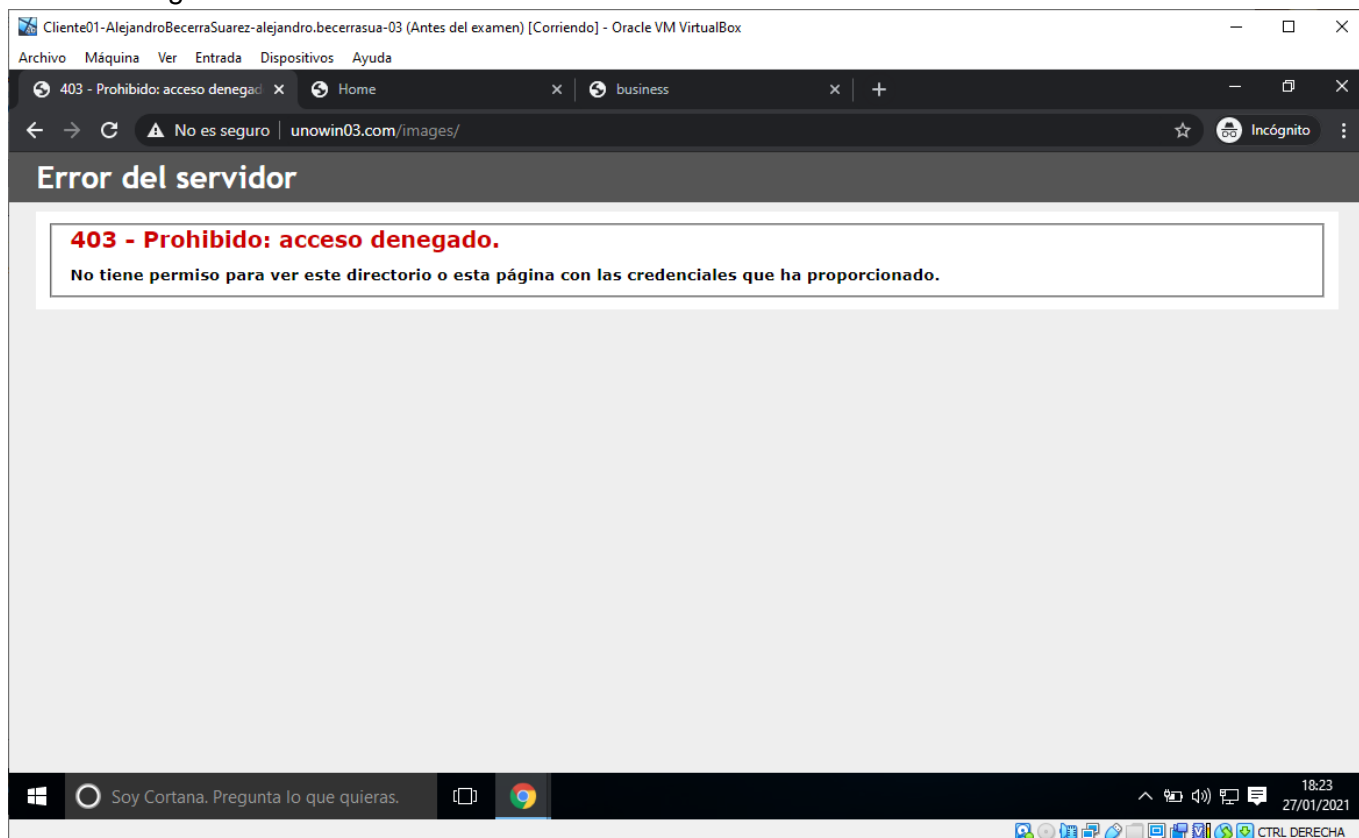 Cliente01-AlejandroBecerraSuarez-alejandro.becerrasua-03 (Antes del examen) [Corriendo] - Oracle VM VirtualBox
Archivo Máquina Ver Entrada Dispositivos Ayuda
403 - Prohibido: acceso denegad Home business
No es seguro unowin03.com/images/ Incógnito
Error del servidor
403 - Prohibido: acceso denegado.
No tiene permiso para ver este directorio o esta página con las credenciales que ha proporcionado.
Soy Cortana. Pregunta lo que quieras. 18:23
27/01/2021
CTRL DERECHA